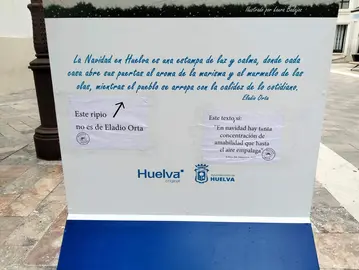 Ilustrado por Laura Bedejos
La Navidad en Huelva es una estampa de luz y calma, donde cada
casa abre sus puertas al aroma de la marisma y al murmullo de las
olas, mientras el pueblo se arropa con la calidez de lo cotidiano.
Eladio Orta
Este ripio
no es de Eladio Orta
Este texto, sí:
"En navidad hay tanta
concentración de
amabilidad que hasta
el aire empalaga"
Huelva
HUELVA